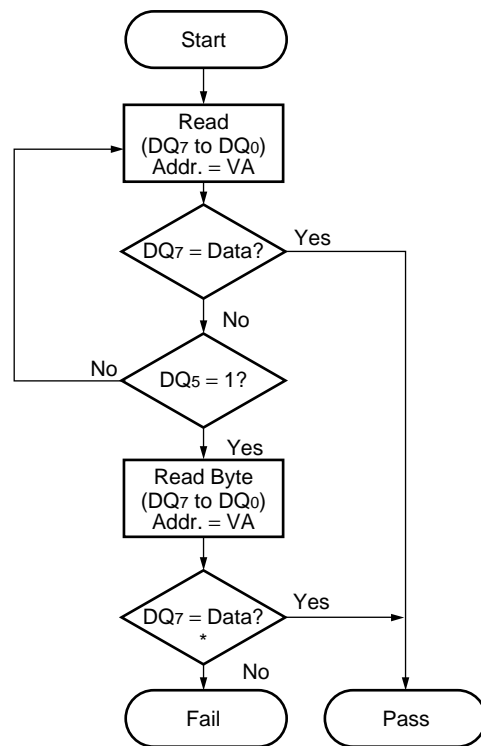 Start
Read
(DQ7 to DQ0)
Addr. = VA
DQ7 = Data?
Yes
No
No
DQ5 = 1?
Yes
Read Byte
(DQ7 to DQ0)
Addr. = VA
DQ7 = Data?
*
Yes
No
Fail
Pass